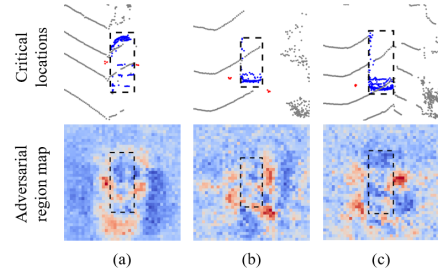 Critical
locations
Adversarial
region map
(a)
(b)
(c)